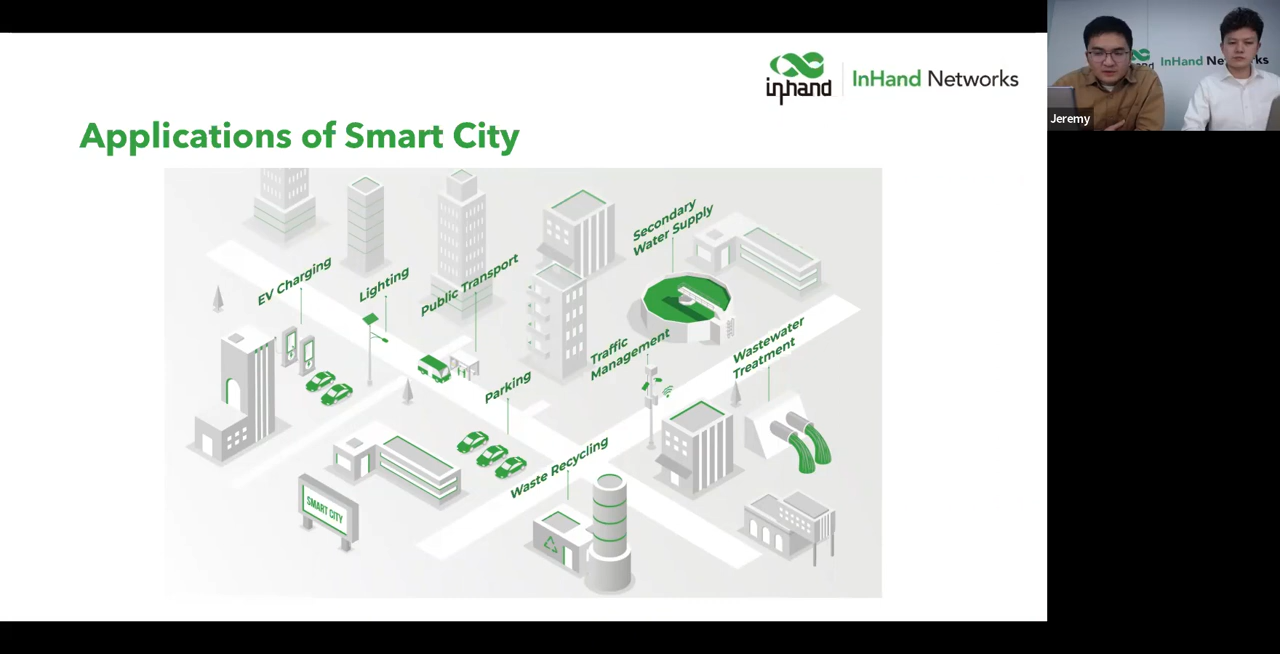 inhand
InHand Networks
Applications of Smart City
Secondary
Water Supply
EV Charging
Lighting
Public Transport
Traffic
Management
Wastewater
Treatment
Parking
Waste Recycling
SMART CITY
InHand Networks
Jeremy